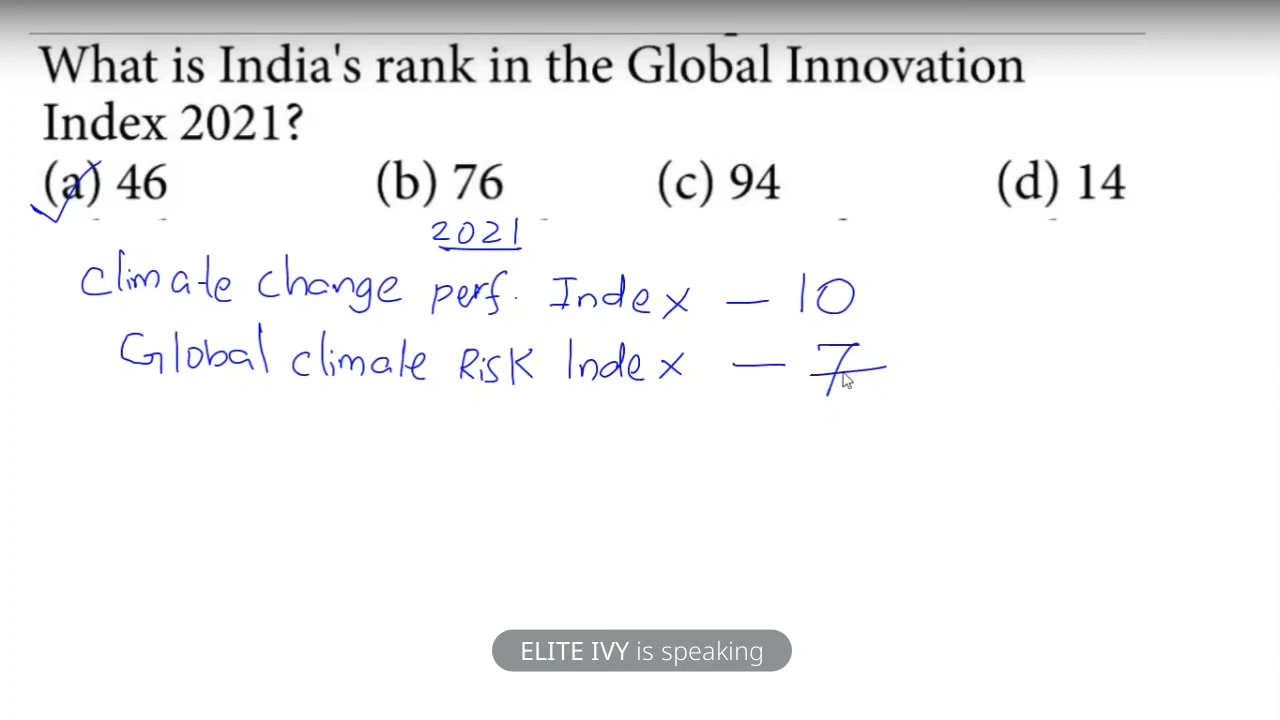 What is India's rank in the Global Innovation
Index 2021?
(a) 46 (b) 76 (c) 94 (d) 14
2021
Climate change perf. Index – 10
Global climate Risk Index – 7
ELITE IVY is speaking